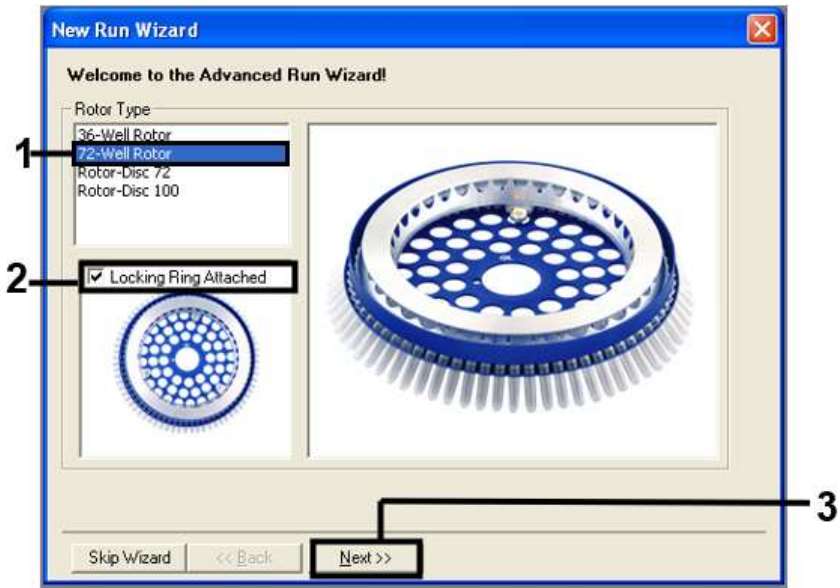 New Run Wizard
Welcome to the Advanced Run Wizard!
Rotor Type
36-Well Rotor
1
72-Well Rotor
Rotor-Disc 72
Rotor-Disc 100
2
Locking Ring Attached
3
Skip Wizard
<< Back
Next >>